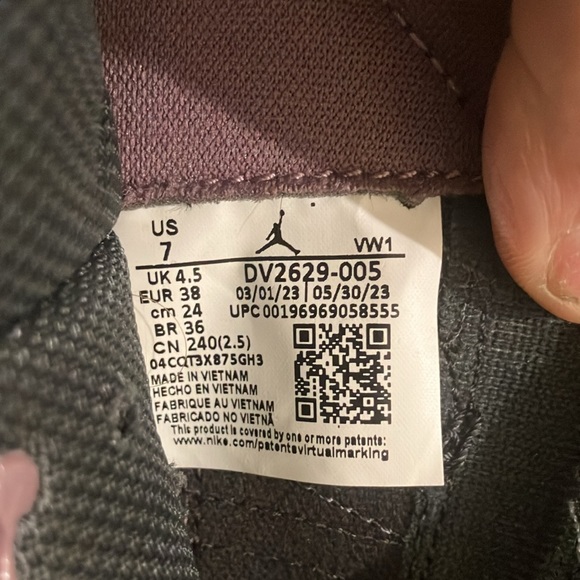 US
7
VW1
UK 4.5
DV2629-005
EUR 38
03/01/23 | 05/30/23
cm 24
UPC 00196969058555
BR 36
CN 240(2.5)
04CQT3X875GH3
MADE IN VIETNAM
HECHO EN VIETNAM
FABRIQUE AU VIETNAM
FABRICADO NO VIETNÃ
This product is covered by one or more patents:
www.nike.com/patentsvirtualmarking